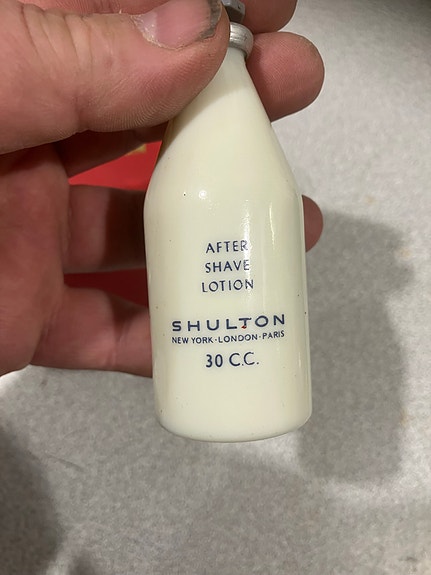 AFTER
SHAVE
LOTION
SHULTON
NEW YORK·LONDON·PARIS
30 C.C.